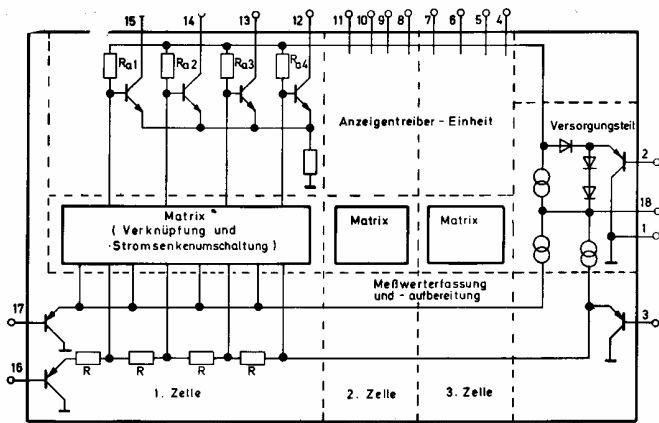 15 14 13 12 11 10 9 8 7 6 5 4
Ra1 Ra2 Ra3 Ra4
Anzeigentreiber-Einheit
Versorgungsteil
2
18
1
Matrix
(Verknüpfung und
Stromsenkenumschaltung)
Matrix
Matrix
Meßwerterfassung
und -aufbereitung
17
3
16
R R R R
1. Zelle 2. Zelle 3. Zelle